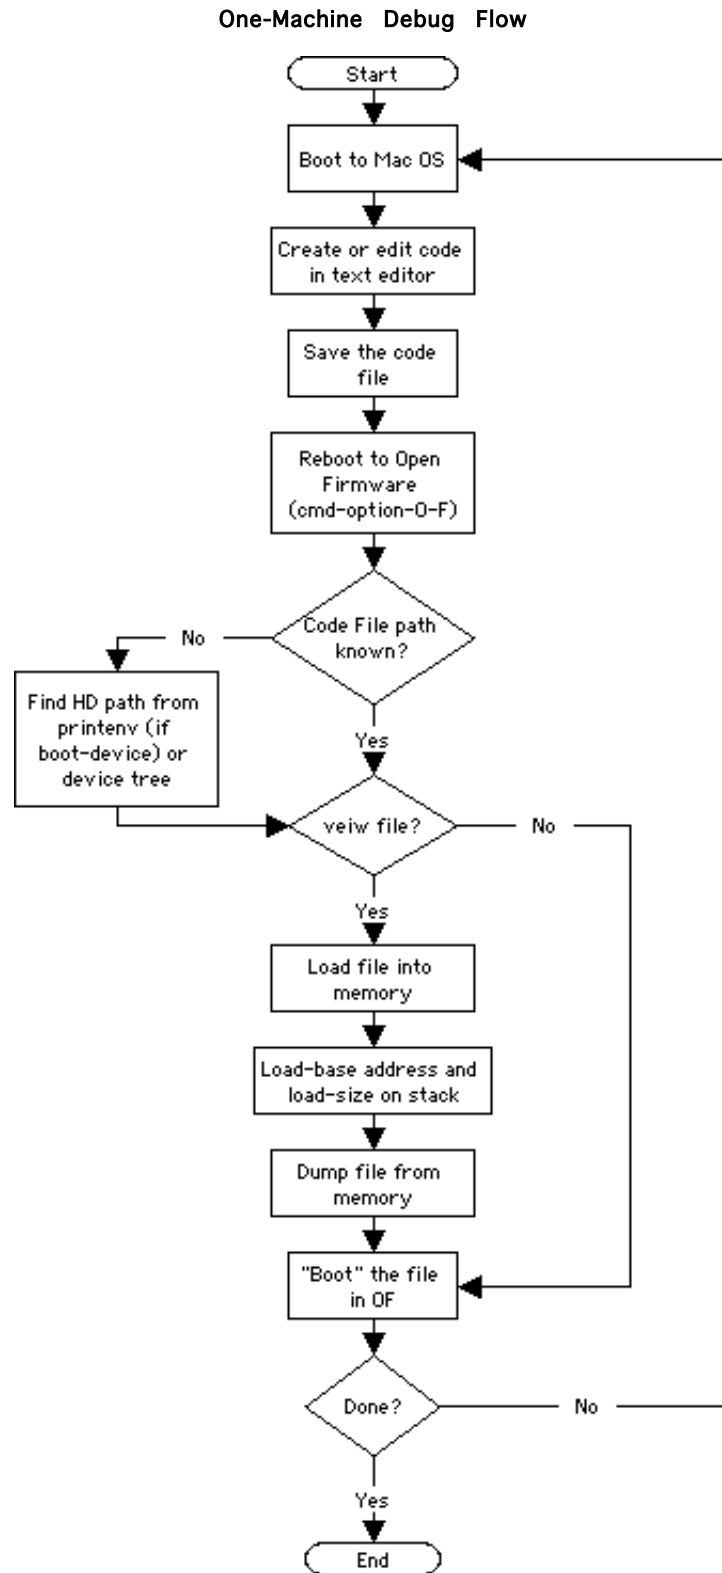 One-Machine Debug Flow
Start
Boot to Mac OS
Create or edit code
in text editor
Save the code
file
Reboot to Open
Firmware
(cmd-option-O-F)
Code File path
known?
No
Find HD path from
printenv (if
boot-device) or
device tree
Yes
veiw file?
No
Yes
Load file into
memory
Load-base address and
load-size on stack
Dump file from
memory
"Boot" the file
in OF
Done?
No
Yes
End